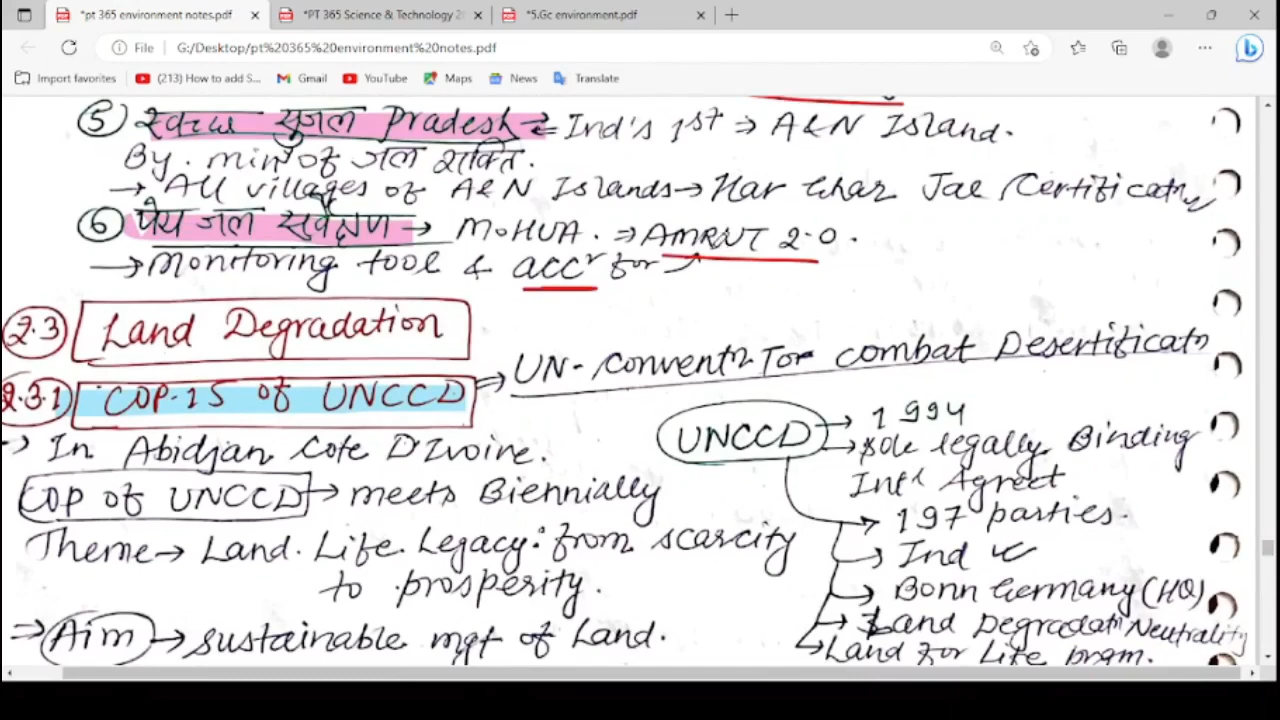 *pt 365 environment notes.pdf
*PT 365 Science & Technology 2
*5.Gc environment.pdf
File G:/Desktop/pt%20365%20environment%20notes.pdf
Import favorites
(213) How to add S...
Gmail
YouTube
Maps
News
Translate
5 सुजल Pradesh → Ind's 1st ⇒ A&N Island.
By. minⁿ of जल शक्ति.
→ All villages of A&N Islands → Har Ghar Jal Certificatn
6 पेय जल सर्वेक्षण → MoHUA. ⇒ AMRUT 2.0.
→ Monitoring tool & accʳ for
2.3 Land Degradation
2.3.1 COP-15 of UNCCD ⇒ UN-Conventn To combat Desertificatn
→ In Abidjan Cote D'Ivoire.
COP of UNCCD → meets Biennially
Theme → Land. Life. Legacy: from scarcity
to prosperity.
⇒ Aim → sustainable mgt of Land.
UNCCD → 1994
→ sole legally Binding
Intˡ Agreet
→ 197 parties.
→ Ind ✓
→ Bonn Germany (HQ)
→ Land Degradatn Neutrality
→ Land for Life prgm.